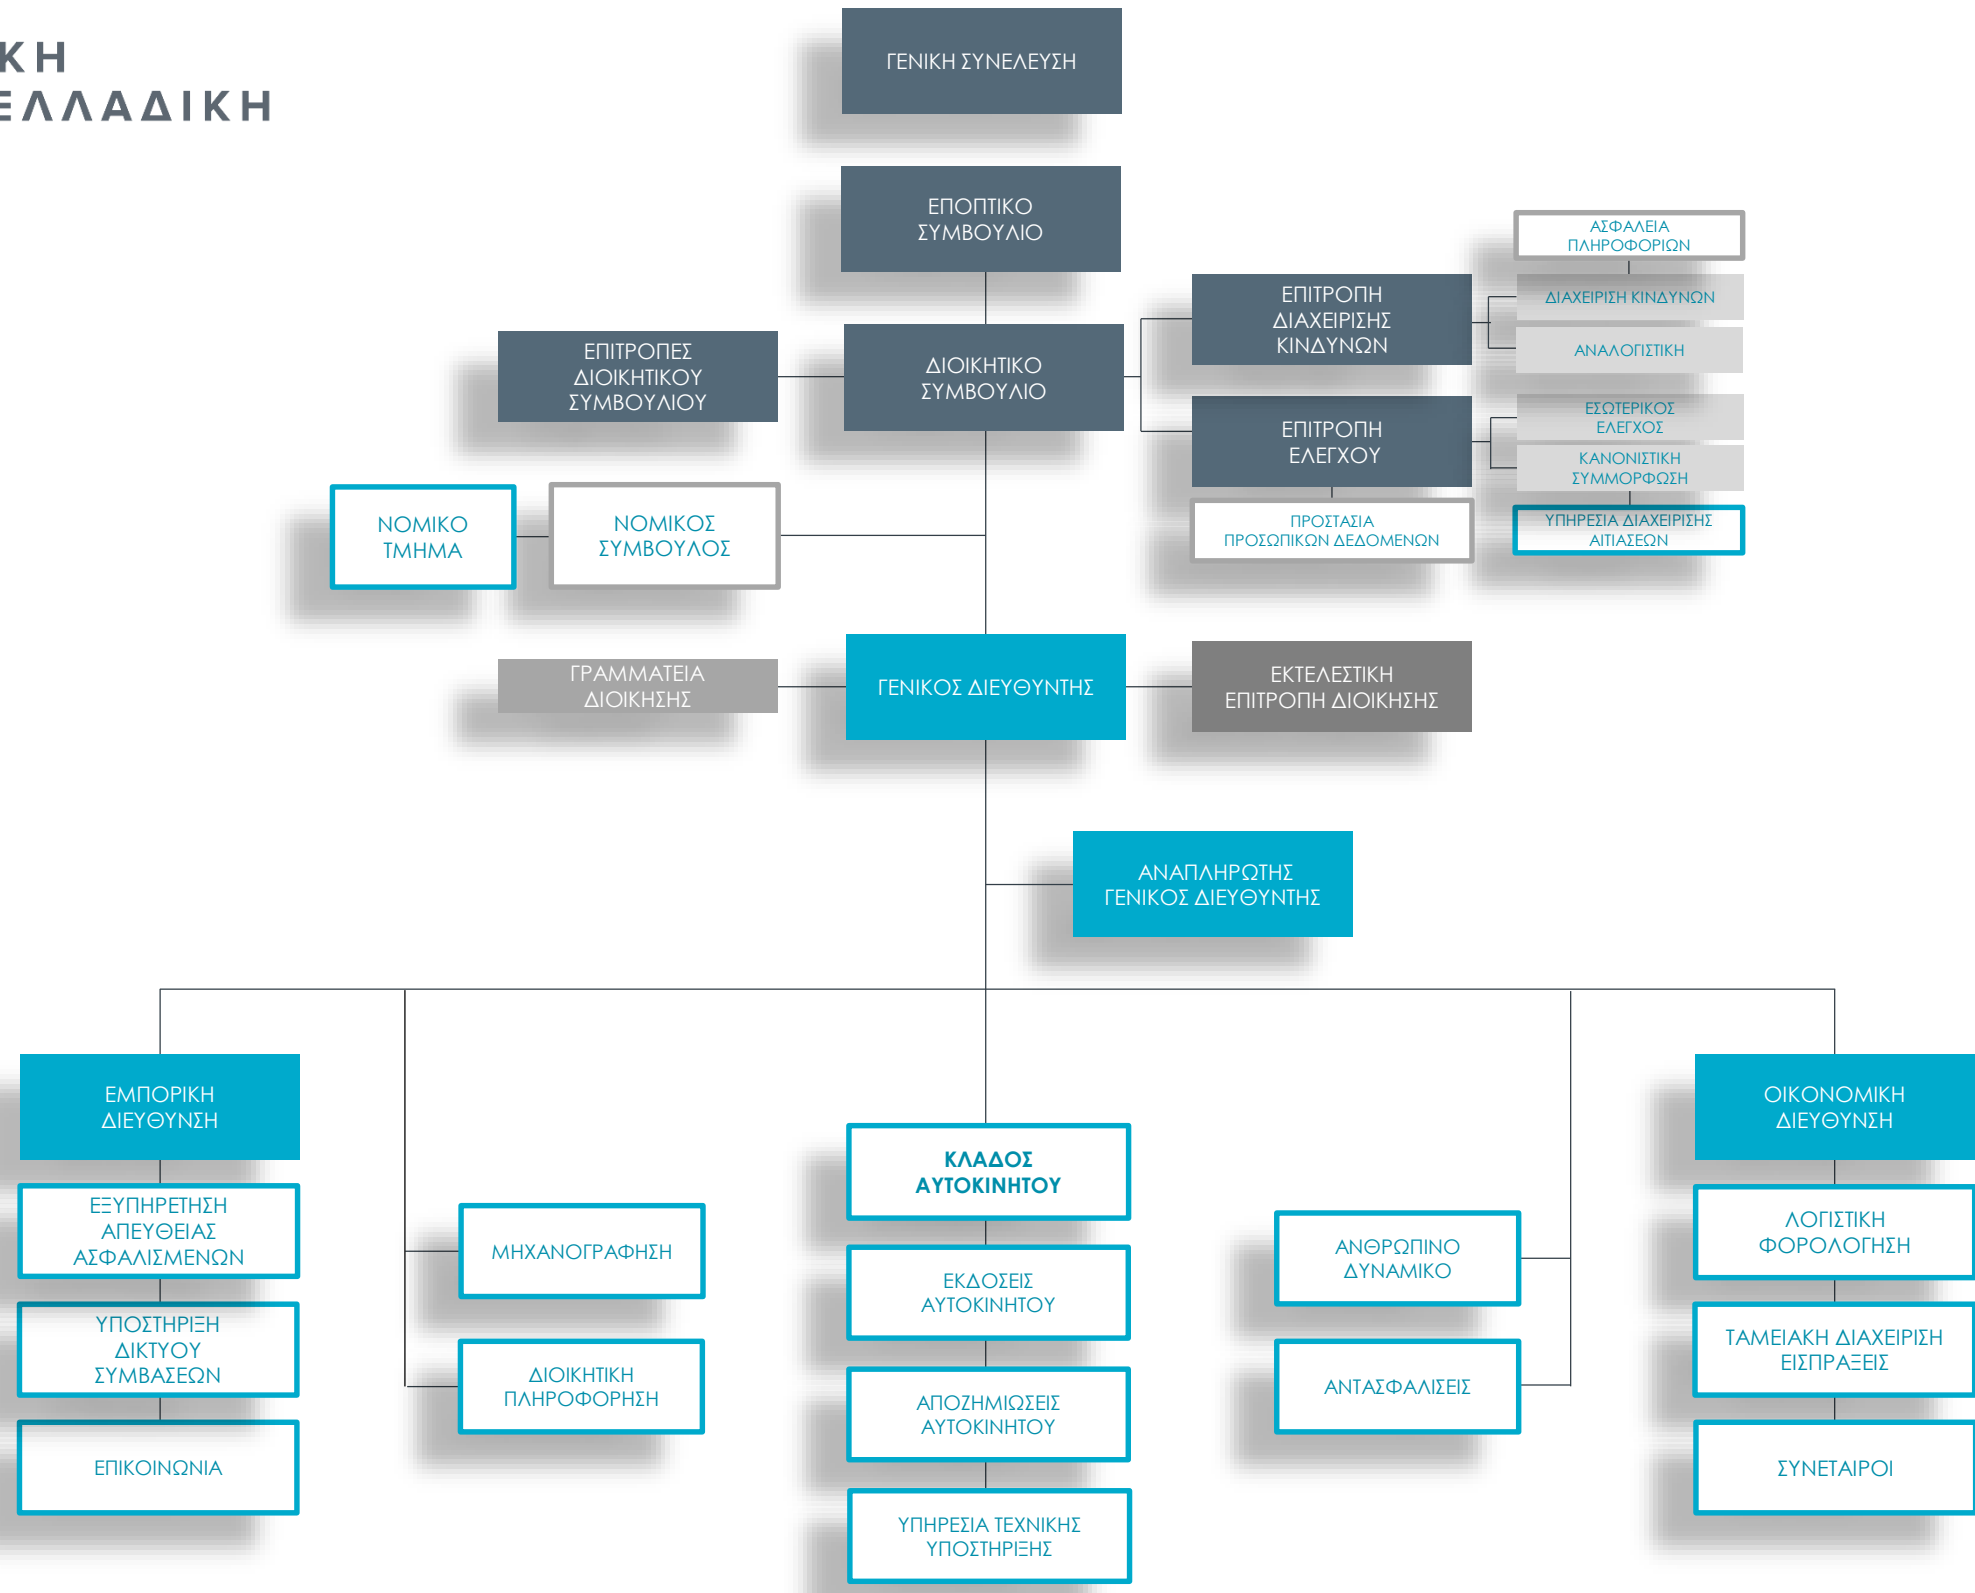 ΚΗ
ΕΛΛΑΔΙΚΗ
ΓΕΝΙΚΗ ΣΥΝΕΛΕΥΣΗ
ΕΠΟΠΤΙΚΟ
ΣΥΜΒΟΥΛΙΟ
ΑΣΦΑΛΕΙΑ
ΠΛΗΡΟΦΟΡΙΩΝ
ΕΠΙΤΡΟΠΗ
ΔΙΑΧΕΙΡΙΣΗΣ
ΚΙΝΔΥΝΩΝ
ΔΙΑΧΕΙΡΙΣΗ ΚΙΝΔΥΝΩΝ
ΑΝΑΛΟΓΙΣΤΙΚΗ
ΕΠΙΤΡΟΠΕΣ
ΔΙΟΙΚΗΤΙΚΟΥ
ΣΥΜΒΟΥΛΙΟΥ
ΔΙΟΙΚΗΤΙΚΟ
ΣΥΜΒΟΥΛΙΟ
ΕΠΙΤΡΟΠΗ
ΕΛΕΓΧΟΥ
ΕΣΩΤΕΡΙΚΟΣ
ΕΛΕΓΧΟΣ
ΚΑΝΟΝΙΣΤΙΚΗ
ΣΥΜΜΟΡΦΩΣΗ
ΝΟΜΙΚΟ
ΤΜΗΜΑ
ΝΟΜΙΚΟΣ
ΣΥΜΒΟΥΛΟΣ
ΠΡΟΣΤΑΣΙΑ
ΠΡΟΣΩΠΙΚΩΝ ΔΕΔΟΜΕΝΩΝ
ΥΠΗΡΕΣΙΑ ΔΙΑΧΕΙΡΙΣΗΣ
ΑΙΤΙΑΣΕΩΝ
ΓΡΑΜΜΑΤΕΙΑ
ΔΙΟΙΚΗΣΗΣ
ΓΕΝΙΚΟΣ ΔΙΕΥΘΥΝΤΗΣ
ΕΚΤΕΛΕΣΤΙΚΗ
ΕΠΙΤΡΟΠΗ ΔΙΟΙΚΗΣΗΣ
ΑΝΑΠΛΗΡΩΤΗΣ
ΓΕΝΙΚΟΣ ΔΙΕΥΘΥΝΤΗΣ
ΕΜΠΟΡΙΚΗ
ΔΙΕΥΘΥΝΣΗ
ΕΞΥΠΗΡΕΤΗΣΗ
ΑΠΕΥΘΕΙΑΣ
ΑΣΦΑΛΙΣΜΕΝΩΝ
ΥΠΟΣΤΗΡΙΞΗ
ΔΙΚΤΥΟΥ
ΣΥΜΒΑΣΕΩΝ
ΕΠΙΚΟΙΝΩΝΙΑ
ΜΗΧΑΝΟΓΡΑΦΗΣΗ
ΔΙΟΙΚΗΤΙΚΗ
ΠΛΗΡΟΦΟΡΗΣΗ
ΚΛΑΔΟΣ
ΑΥΤΟΚΙΝΗΤΟΥ
ΕΚΔΟΣΕΙΣ
ΑΥΤΟΚΙΝΗΤΟΥ
ΑΠΟΖΗΜΙΩΣΕΙΣ
ΑΥΤΟΚΙΝΗΤΟΥ
ΥΠΗΡΕΣΙΑ ΤΕΧΝΙΚΗΣ
ΥΠΟΣΤΗΡΙΞΗΣ
ΑΝΘΡΩΠΙΝΟ
ΔΥΝΑΜΙΚΟ
ΑΝΤΑΣΦΑΛΙΣΕΙΣ
ΟΙΚΟΝΟΜΙΚΗ
ΔΙΕΥΘΥΝΣΗ
ΛΟΓΙΣΤΙΚΗ
ΦΟΡΟΛΟΓΗΣΗ
ΤΑΜΕΙΑΚΗ ΔΙΑΧΕΙΡΙΣΗ
ΕΙΣΠΡΑΞΕΙΣ
ΣΥΝΕΤΑΙΡΟΙ